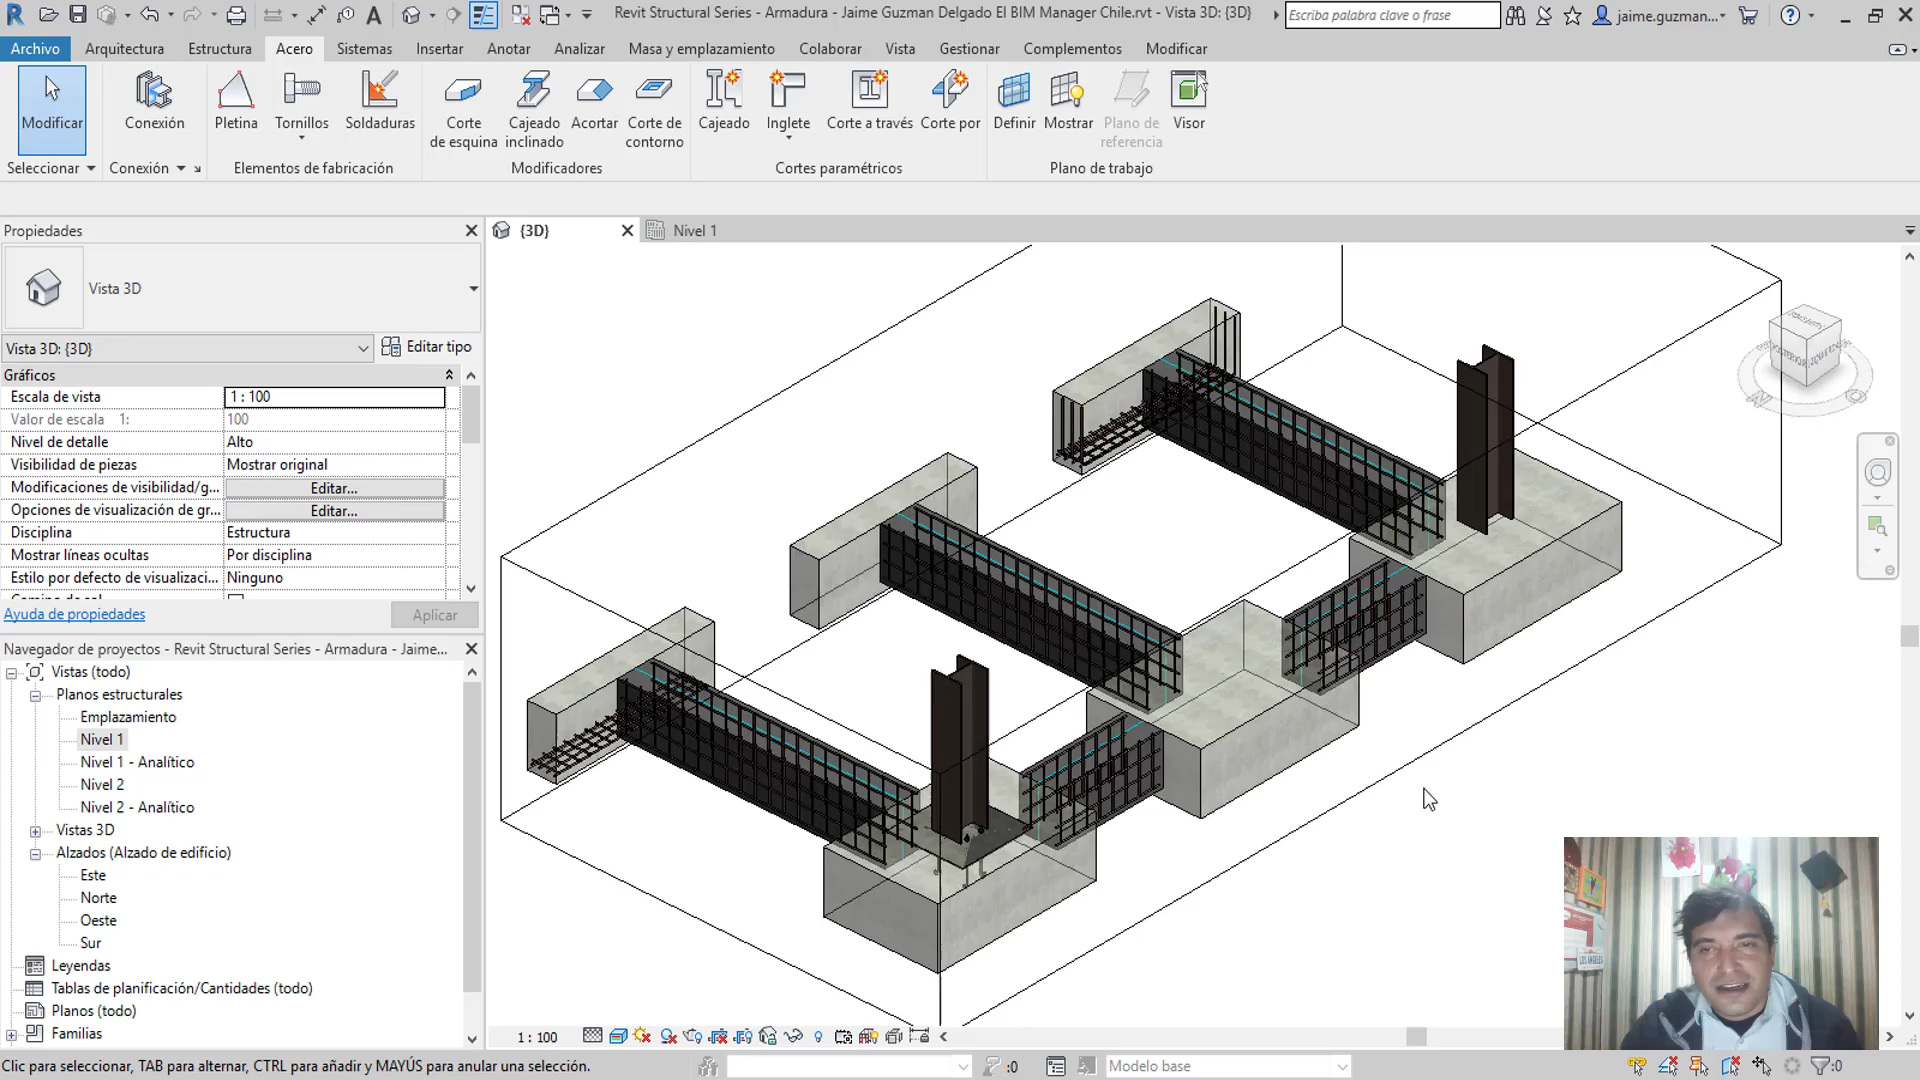 Revit Structural Series - Armadura - Jaime Guzman Delgado El BIM Manager Chile.rvt - Vista 3D: {3D}
Escriba palabra clave o frase
jaime.guzman...
Archivo Arquitectura Estructura Acero Sistemas Insertar Anotar Analizar Masa y emplazamiento Colaborar Vista Gestionar Complementos Modificar
Modificar
Conexión
Pletina
Tornillos
Soldaduras
Corte de esquina
Cajeado inclinado
Acortar
Corte de contorno
Cajeado
Inglete
Corte a través
Corte por
Definir
Mostrar
Plano de referencia
Visor
Seleccionar Conexión Elementos de fabricación Modificadores Cortes paramétricos Plano de trabajo
Propiedades
{3D}
Nivel 1
Vista 3D
Vista 3D: {3D}
Editar tipo
Gráficos
Escala de vista 1 : 100
Valor de escala 1: 100
Nivel de detalle Alto
Visibilidad de piezas Mostrar original
Modificaciones de visibilidad/g... Editar...
Opciones de visualización de gr... Editar...
Disciplina Estructura
Mostrar líneas ocultas Por disciplina
Estilo por defecto de visualizaci... Ninguno
Ayuda de propiedades
Aplicar
Navegador de proyectos - Revit Structural Series - Armadura - Jaime...
Vistas (todo)
Planos estructurales
Emplazamiento
Nivel 1
Nivel 1 - Analítico
Nivel 2
Nivel 2 - Analítico
Vistas 3D
Alzados (Alzado de edificio)
Este
Norte
Oeste
Sur
Leyendas
Tablas de planificación/Cantidades (todo)
Planos (todo)
Familias
1 : 100
LOS ANGELES
Clic para seleccionar, TAB para alternar, CTRL para añadir y MAYÚS para anular una selección.
:0
Modelo base
:0